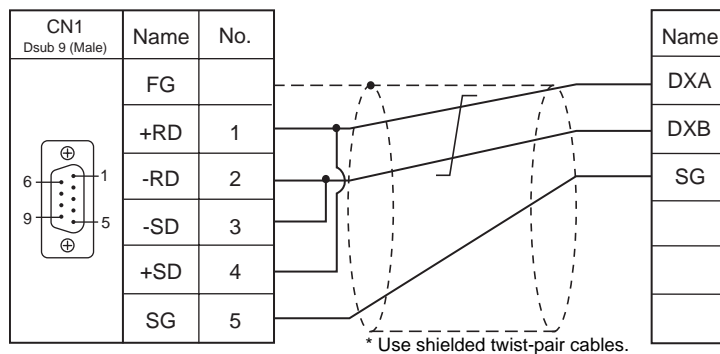 CN1
Dsub 9 (Male)
Name No.
Name
FG
DXA
+RD 1
DXB
-RD 2
SG
-SD 3
+SD 4
SG 5
6 1
9 5
* Use shielded twist-pair cables.